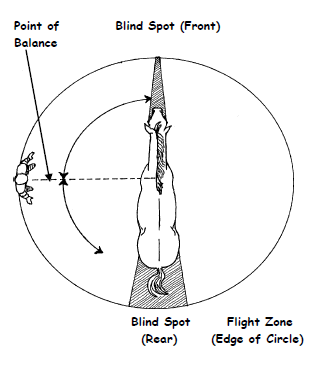 Point of
Balance
Blind Spot (Front)
Blind Spot
(Rear)
Flight Zone
(Edge of Circle)